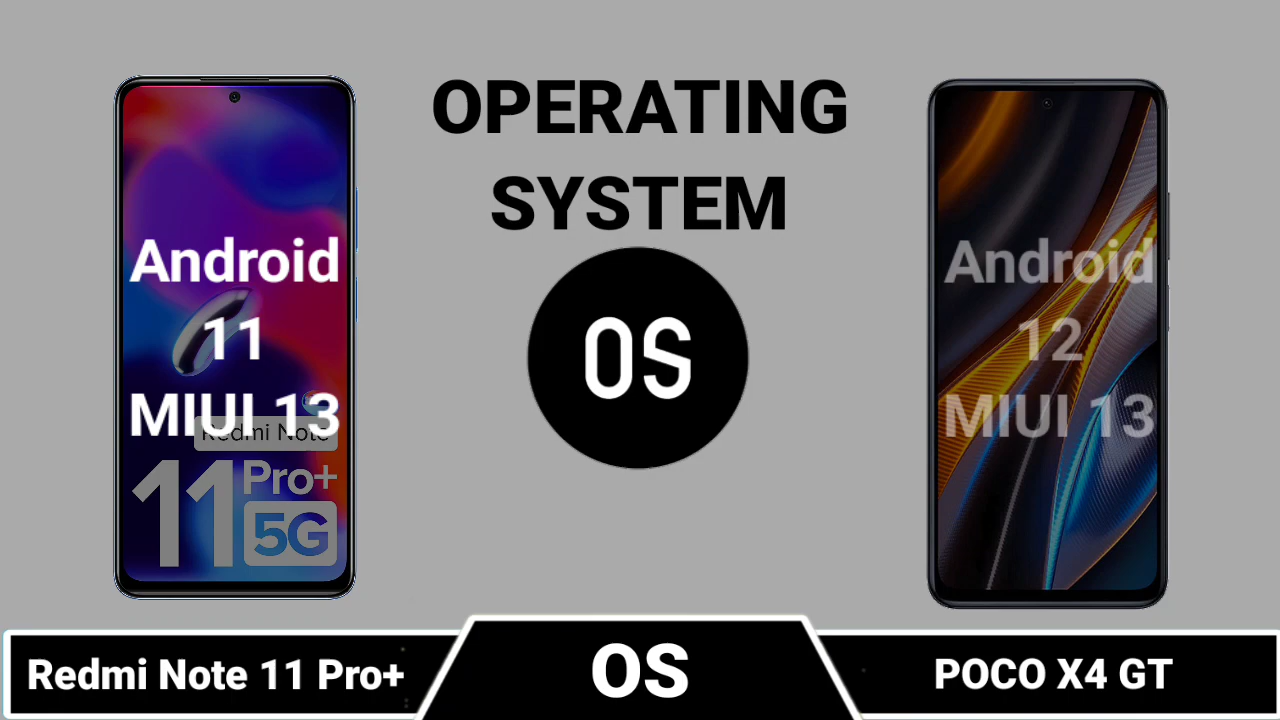 OPERATING
SYSTEM
OS
Android
11
MIUI 13
Redmi Note
11 Pro+
5G
Android
12
MIUI 13
Redmi Note 11 Pro+
OS
POCO X4 GT